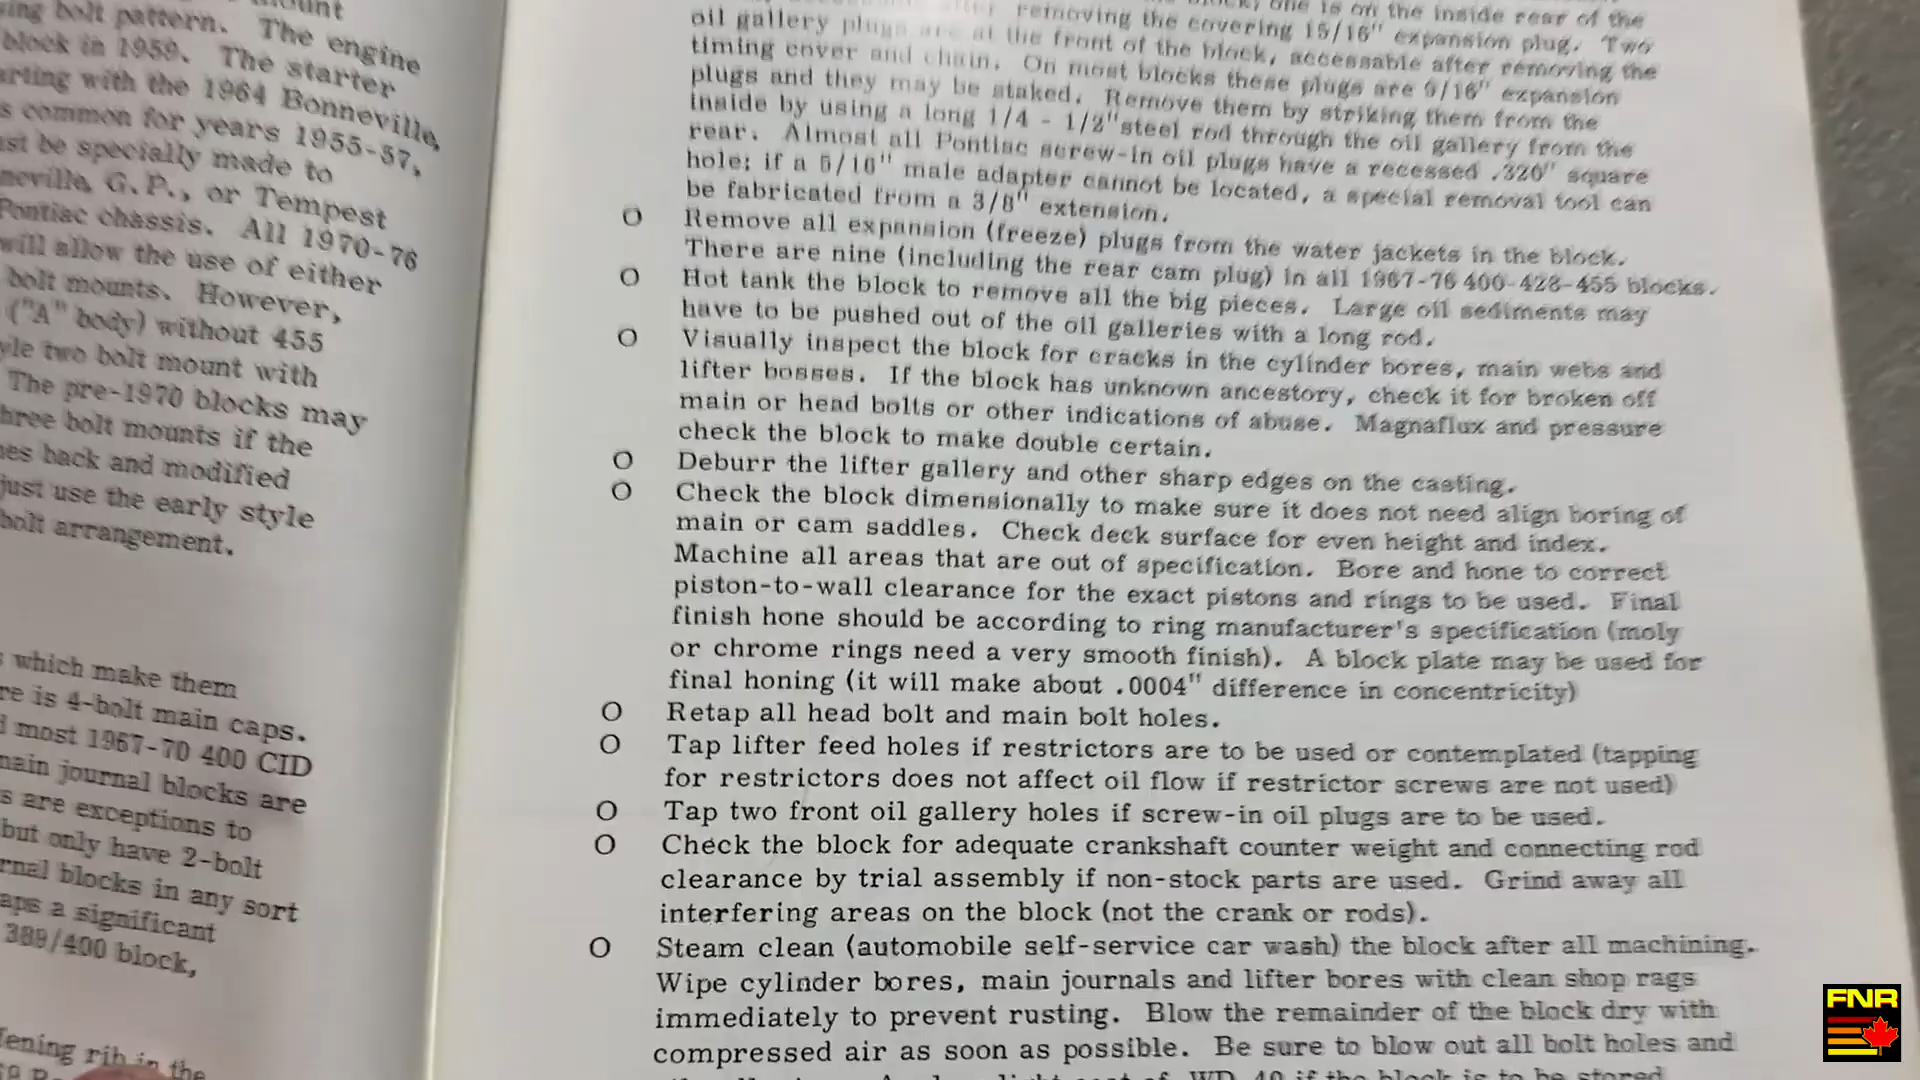 mount
sing bolt pattern. The engine
block in 1959. The starter
arting with the 1964 Bonneville,
s common for years 1955-57,
ust be specially made to
neville, G.P., or Tempest
Pontiac chassis. All 1970-76
will allow the use of either
bolt mounts. However,
("A" body) without 455
yle two bolt mount with
The pre-1970 blocks may
hree bolt mounts if the
nes back and modified
just use the early style
bolt arrangement.
s which make them
re is 4-bolt main caps.
d most 1967-70 400 CID
main journal blocks are
s are exceptions to
but only have 2-bolt
rnal blocks in any sort
aps a significant
389/400 block,
fening rib in the
one is on the inside rear of the
after removing the covering 15/16" expansion plug. Two
oil gallery plugs are at the front of the block, accessable after removing the
timing cover and chain. On most blocks these plugs are 9/16" expansion
plugs and they may be staked. Remove them by striking them from the
inside by using a long 1/4 - 1/2"steel rod through the oil gallery from the
rear. Almost all Pontiac screw-in oil plugs have a recessed .320" square
hole; if a 5/16" male adapter cannot be located, a special removal tool can
be fabricated from a 3/8" extension.
O Remove all expansion (freeze) plugs from the water jackets in the block.
There are nine (including the rear cam plug) in all 1967-76 400-428-455 blocks.
O Hot tank the block to remove all the big pieces. Large oil sediments may
have to be pushed out of the oil galleries with a long rod.
O Visually inspect the block for cracks in the cylinder bores, main webs and
lifter bosses. If the block has unknown ancestory, check it for broken off
main or head bolts or other indications of abuse. Magnaflux and pressure
check the block to make double certain.
O Deburr the lifter gallery and other sharp edges on the casting.
O Check the block dimensionally to make sure it does not need align boring of
main or cam saddles. Check deck surface for even height and index.
Machine all areas that are out of specification. Bore and hone to correct
piston-to-wall clearance for the exact pistons and rings to be used. Final
finish hone should be according to ring manufacturer's specification (moly
or chrome rings need a very smooth finish). A block plate may be used for
final honing (it will make about .0004" difference in concentricity)
O Retap all head bolt and main bolt holes.
O Tap lifter feed holes if restrictors are to be used or contemplated (tapping
for restrictors does not affect oil flow if restrictor screws are not used)
O Tap two front oil gallery holes if screw-in oil plugs are to be used.
O Check the block for adequate crankshaft counter weight and connecting rod
clearance by trial assembly if non-stock parts are used. Grind away all
interfering areas on the block (not the crank or rods).
O Steam clean (automobile self-service car wash) the block after all machining.
Wipe cylinder bores, main journals and lifter bores with clean shop rags
immediately to prevent rusting. Blow the remainder of the block dry with
compressed air as soon as possible. Be sure to blow out all bolt holes and
WD-40 if the block is to be stored
FNR